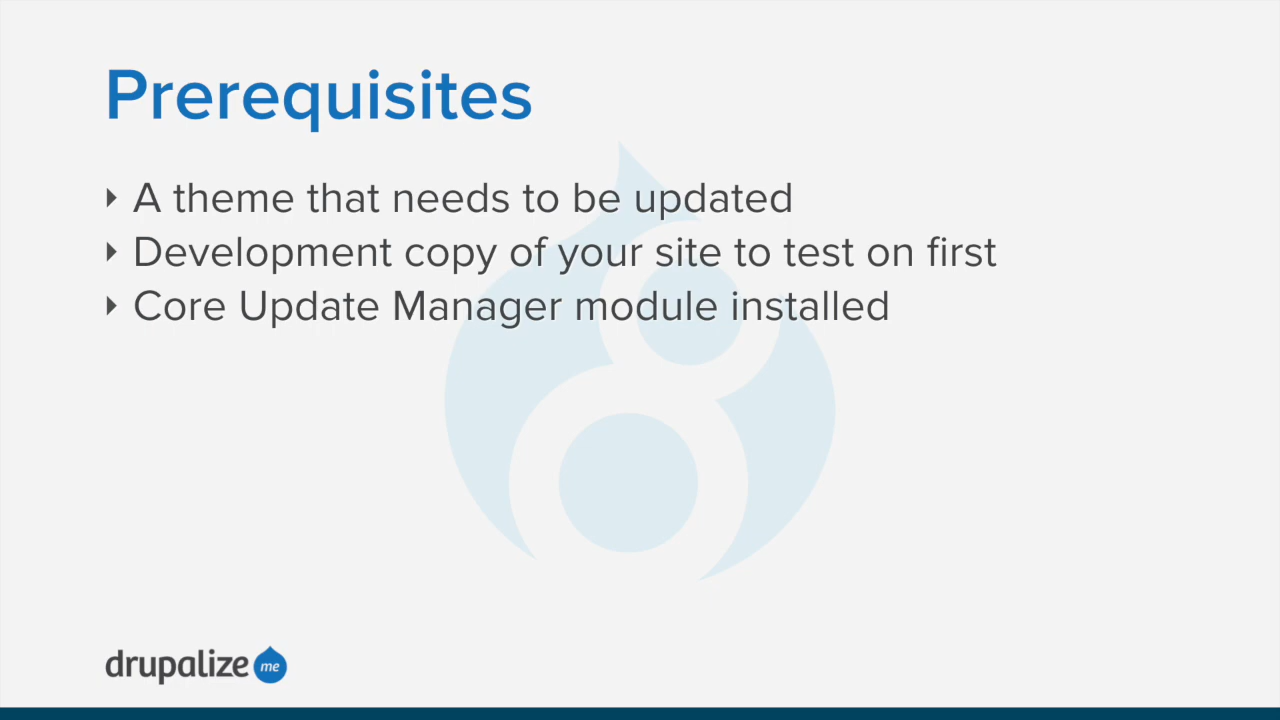 Prerequisites
A theme that needs to be updated
Development copy of your site to test on first
Core Update Manager module installed
drupalize me